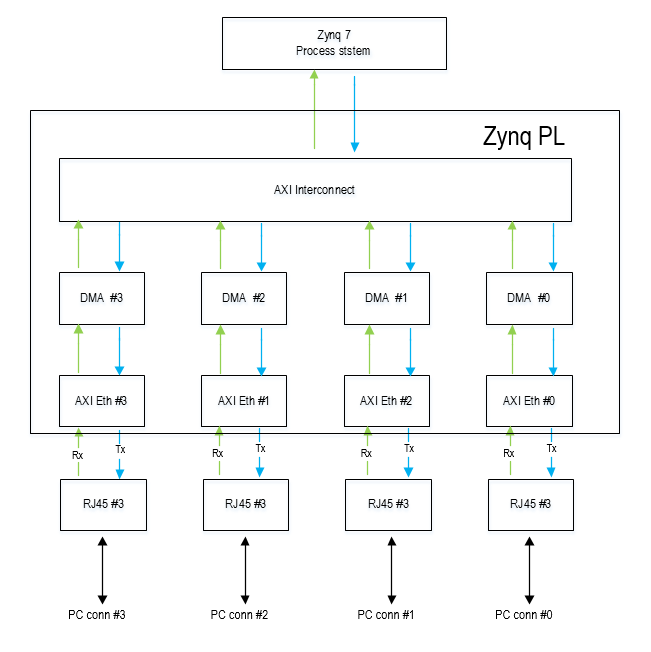 Zynq 7
Process ststem
Zynq PL
AXI Interconnect
DMA #3
DMA #2
DMA #1
DMA #0
AXI Eth #3
AXI Eth #1
AXI Eth #2
AXI Eth #0
Rx
Tx
Rx
Tx
Rx
Tx
Rx
Tx
RJ45 #3
RJ45 #3
RJ45 #3
RJ45 #3
PC conn #3
PC conn #2
PC conn #1
PC conn #0